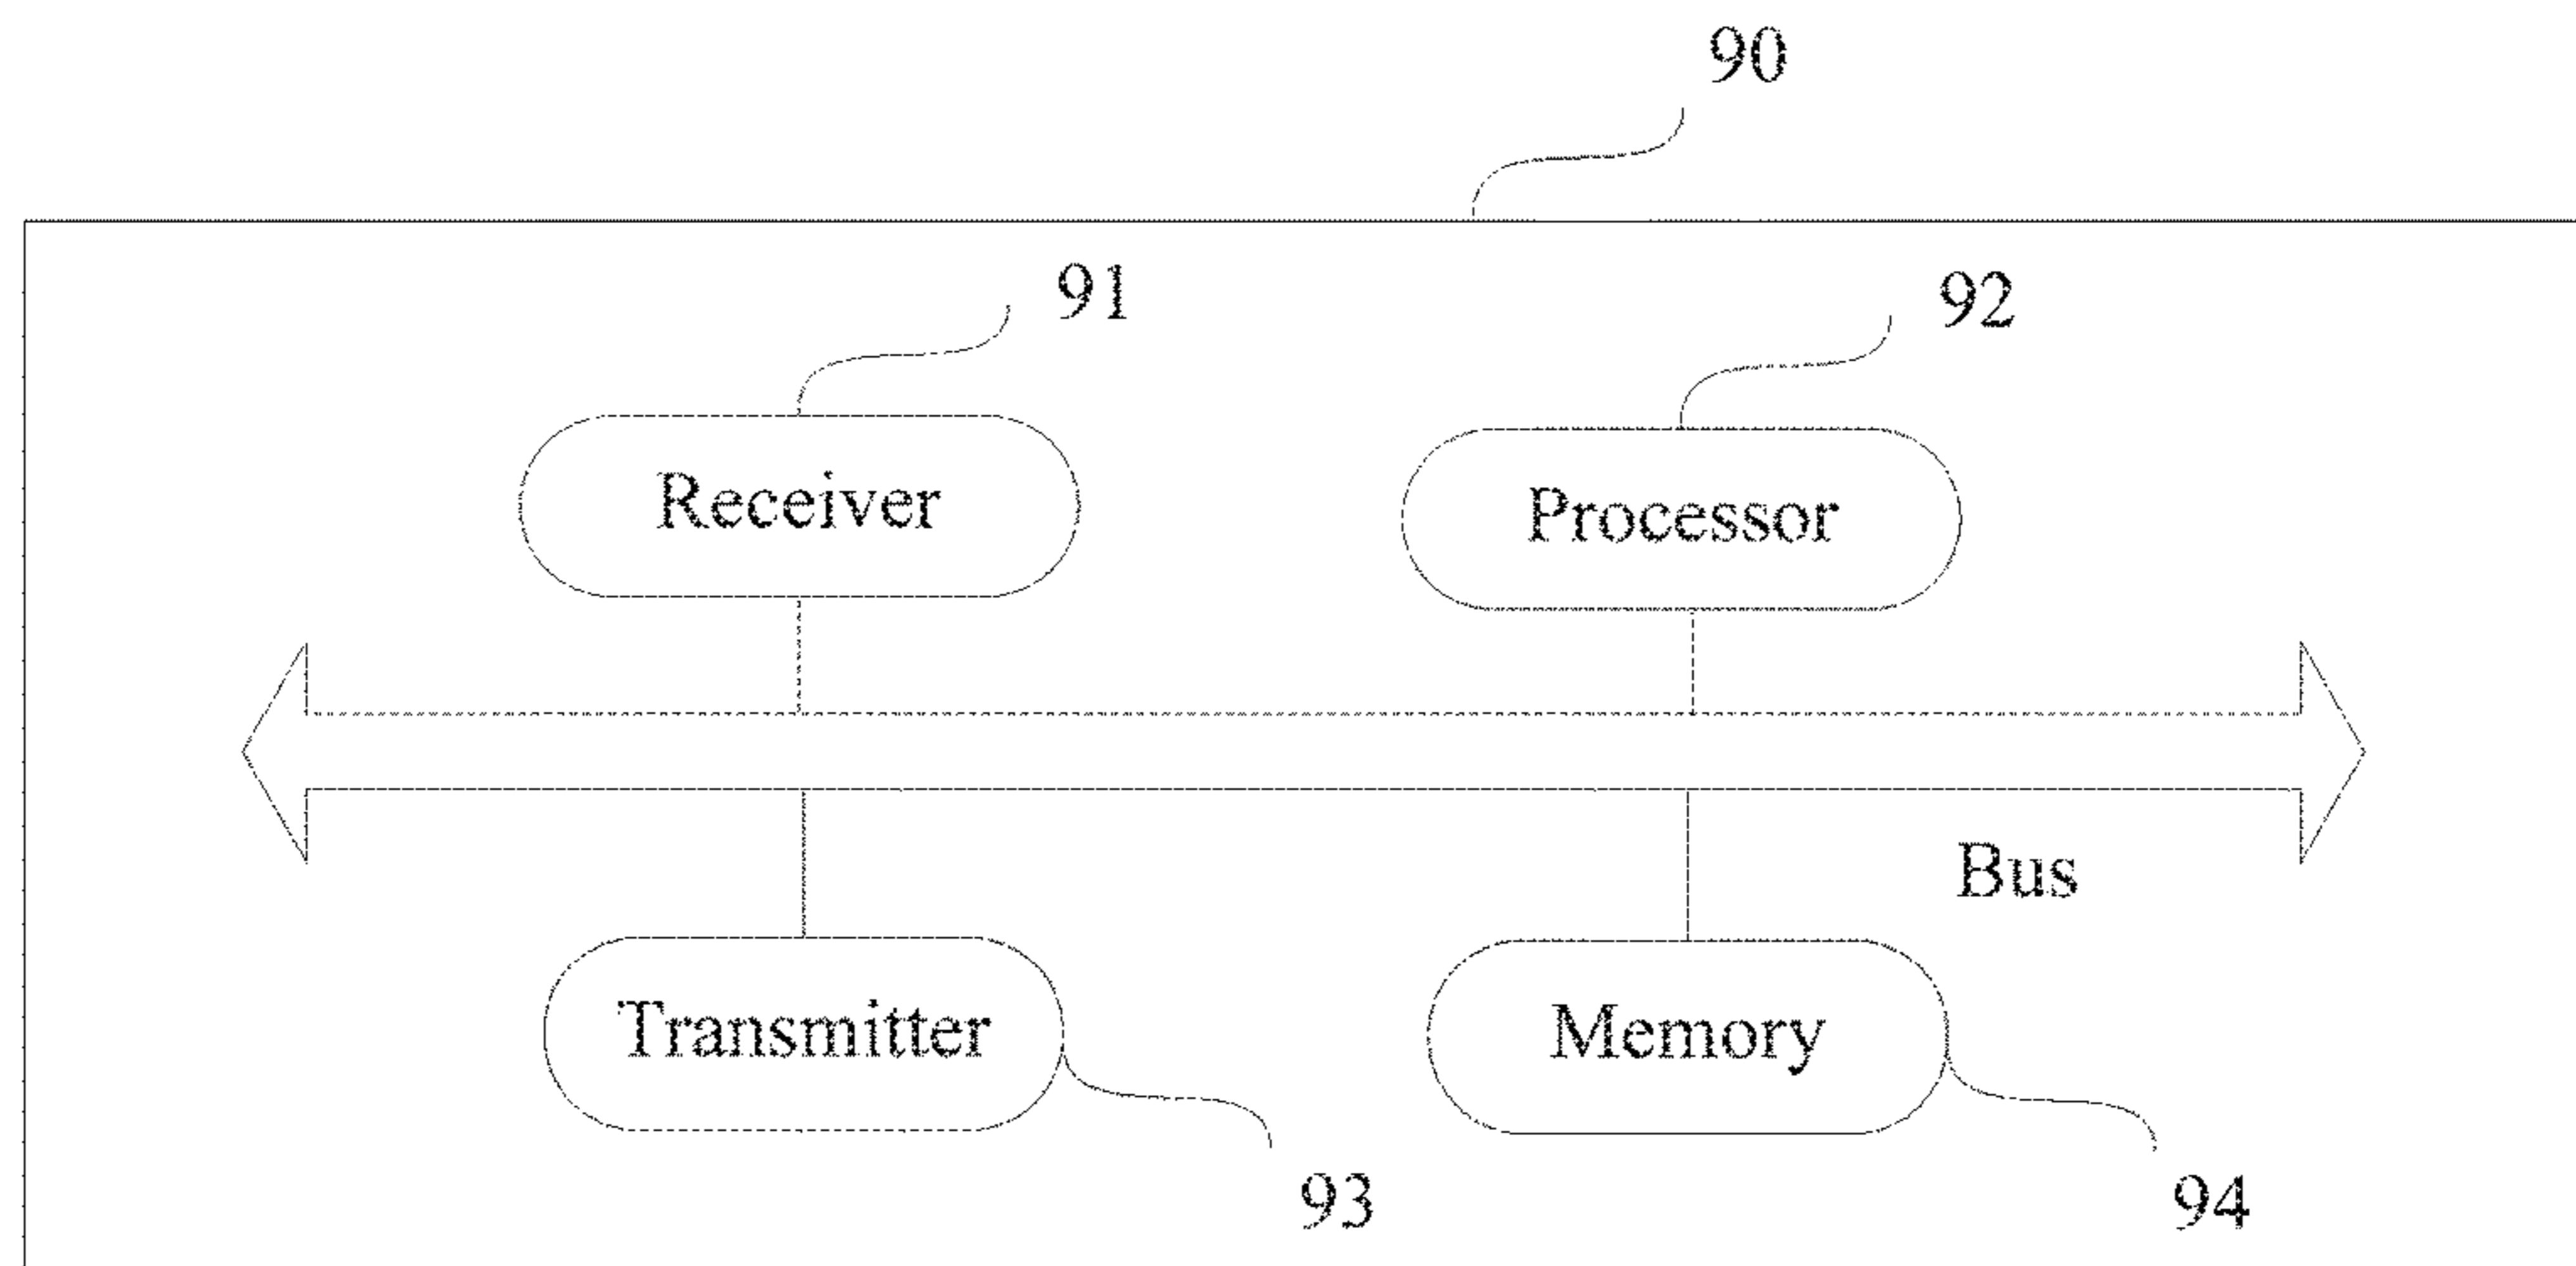 90
91
92
Receiver
Processor
Bus
Transmitter
Memory
93
94